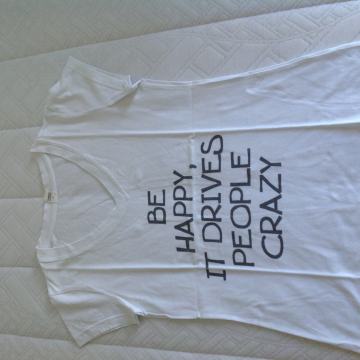 BE
HAPPY,
IT DRIVES
PEOPLE
CRAZY